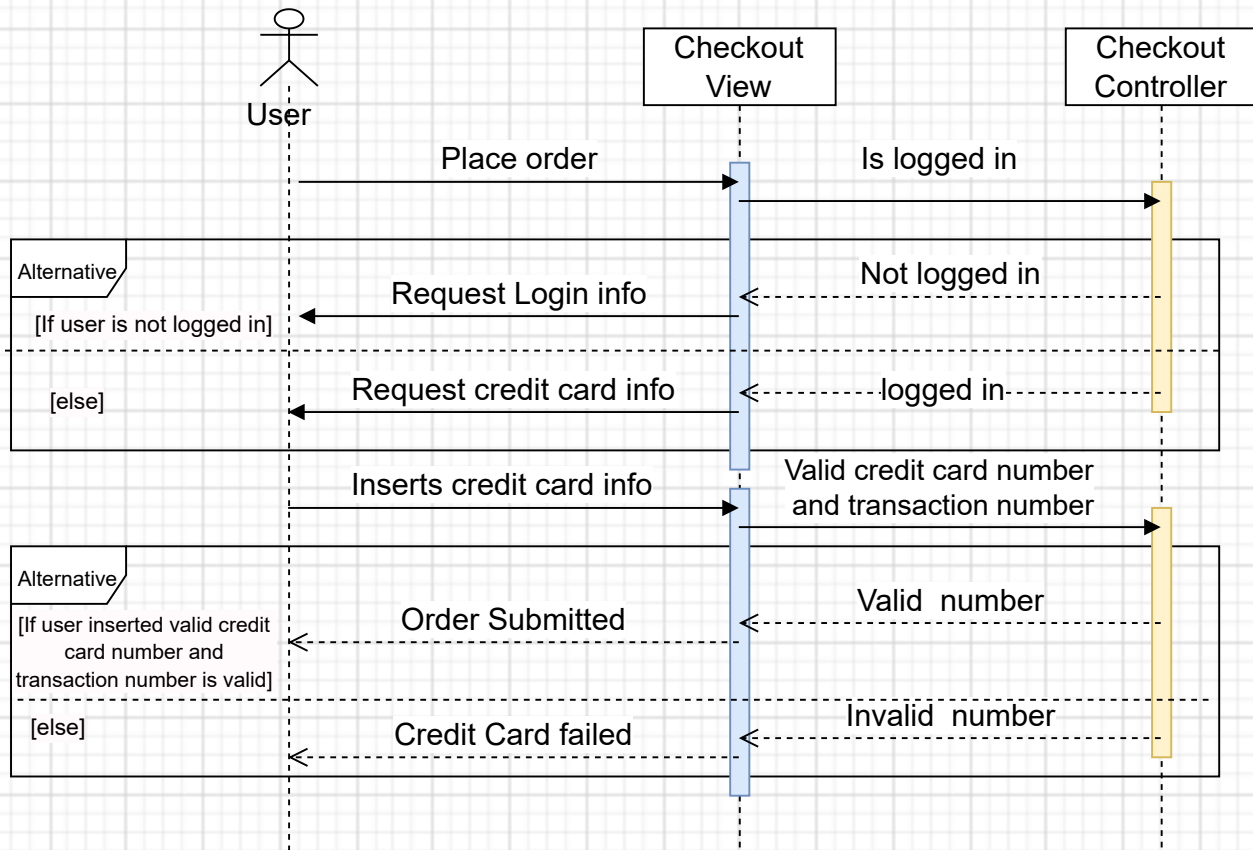 User
Checkout
View
Checkout
Controller
Place order
Is logged in
Alternative
Not logged in
Request Login info
[If user is not logged in]
Request credit card info
logged in
[else]
Inserts credit card info
Valid credit card number
and transaction number
Alternative
Valid  number
Order Submitted
[If user inserted valid credit
card number and
transaction number is valid]
Invalid  number
[else]
Credit Card failed